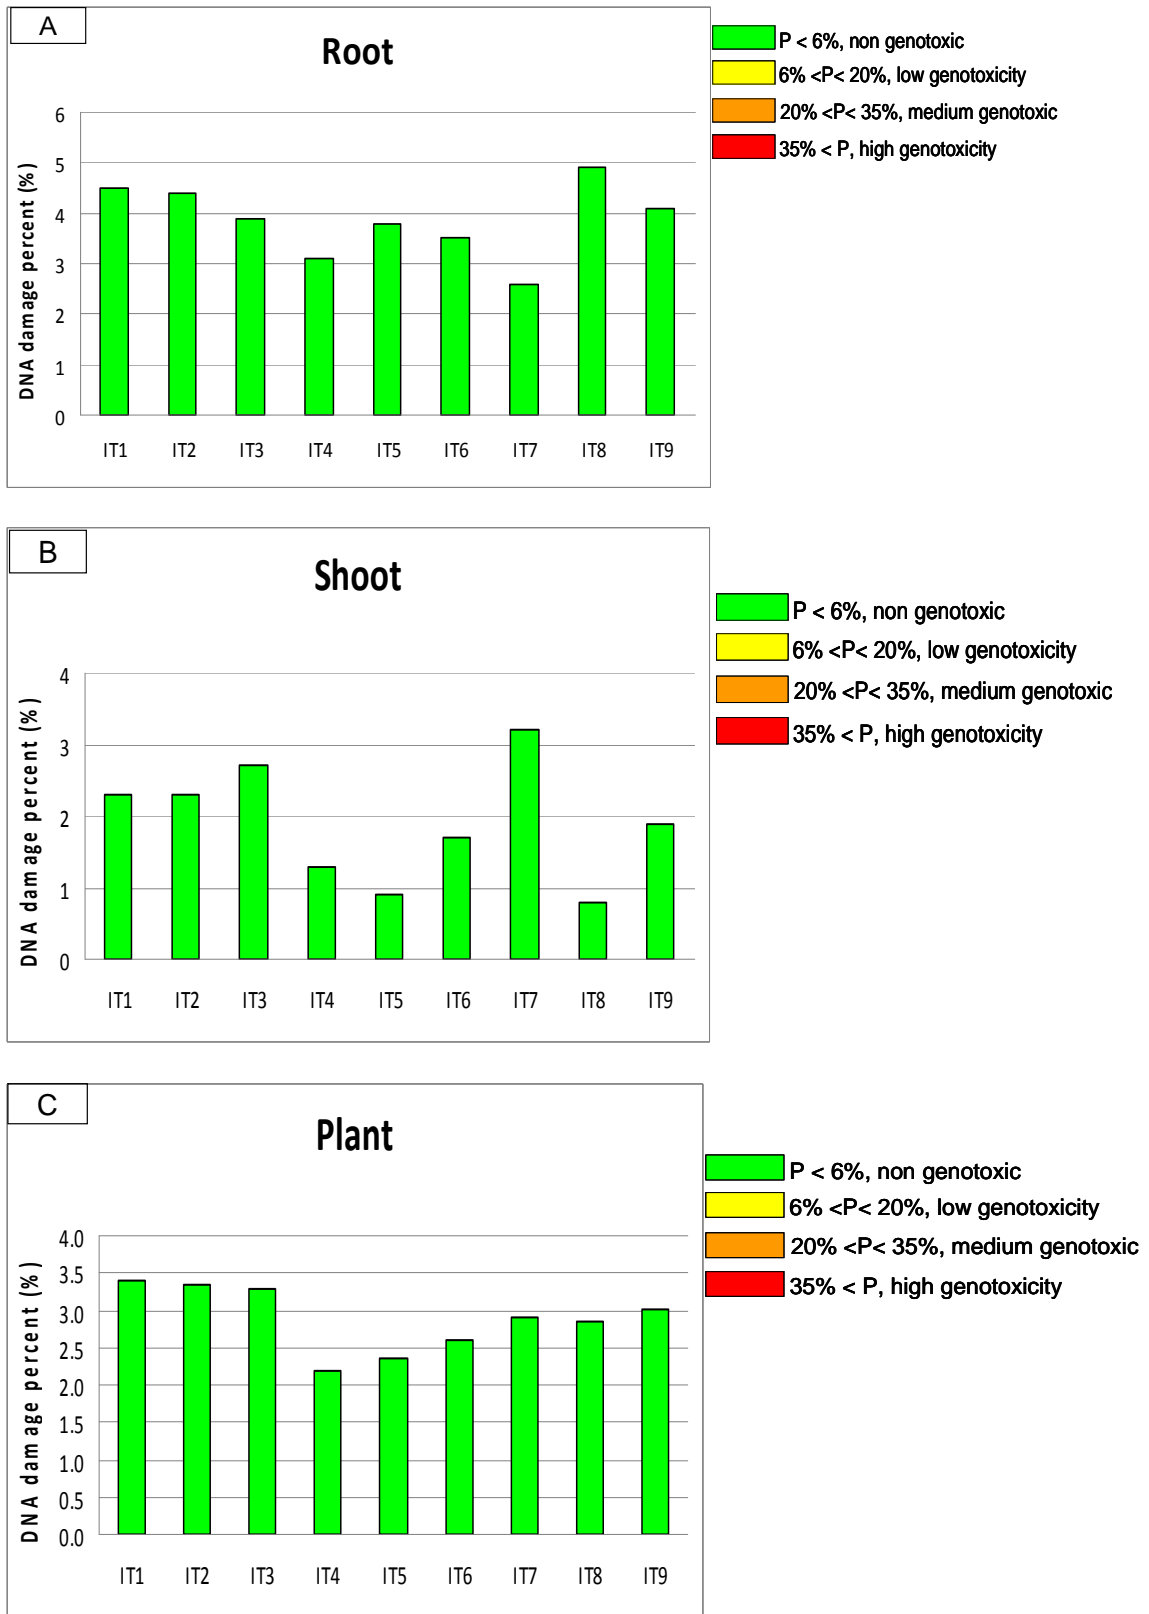 A
Root
P < 6%, non genotoxic
6% <P< 20%, low genotoxicity
20% <P< 35%, medium genotoxic
35% < P, high genotoxicity
DNA damage percent (%)
6
5
4
3
2
1
0
IT1 IT2 IT3 IT4 IT5 IT6 IT7 IT8 IT9
B
Shoot
P < 6%, non genotoxic
6% <P< 20%, low genotoxicity
20% <P< 35%, medium genotoxic
35% < P, high genotoxicity
DNA damage percent (%)
4
3
2
1
0
IT1 IT2 IT3 IT4 IT5 IT6 IT7 IT8 IT9
C
Plant
P < 6%, non genotoxic
6% <P< 20%, low genotoxicity
20% <P< 35%, medium genotoxic
35% < P, high genotoxicity
DNA damage percent (%)
4.0
3.5
3.0
2.5
2.0
1.5
1.0
0.5
0.0
IT1 IT2 IT3 IT4 IT5 IT6 IT7 IT8 IT9